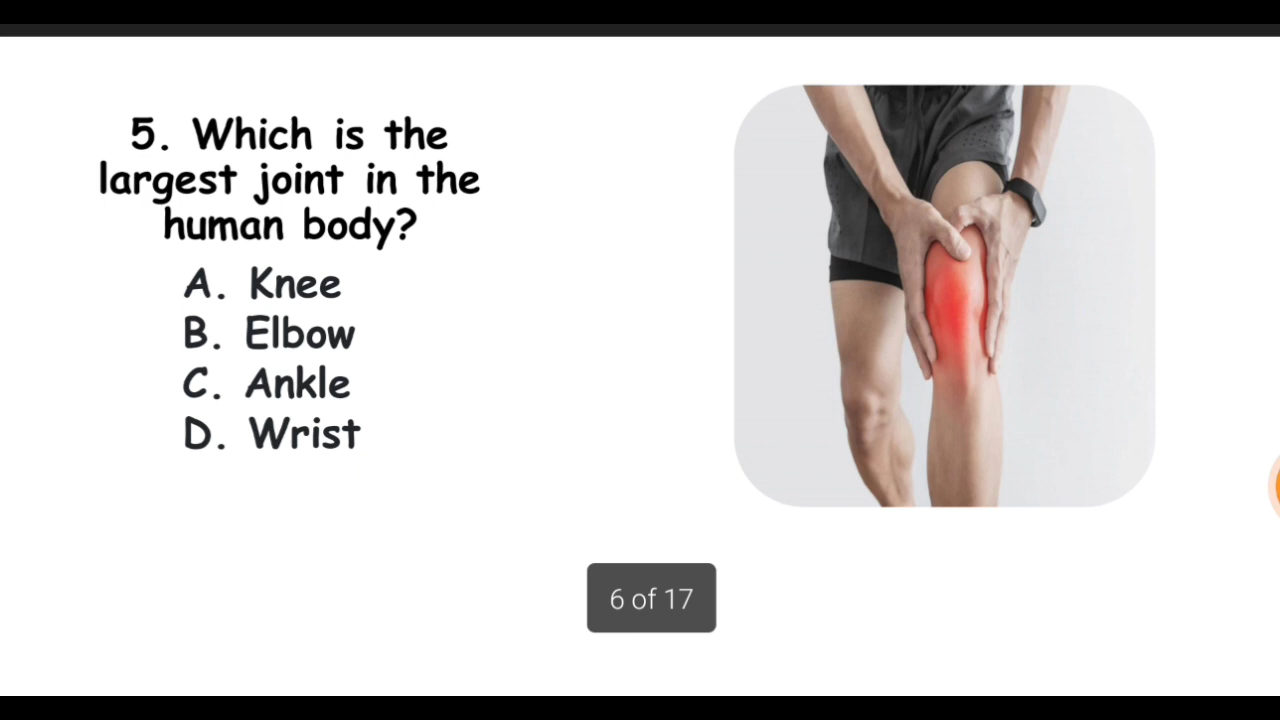 5. Which is the
largest joint in the
human body?
A. Knee
B. Elbow
C. Ankle
D. Wrist
6 of 17